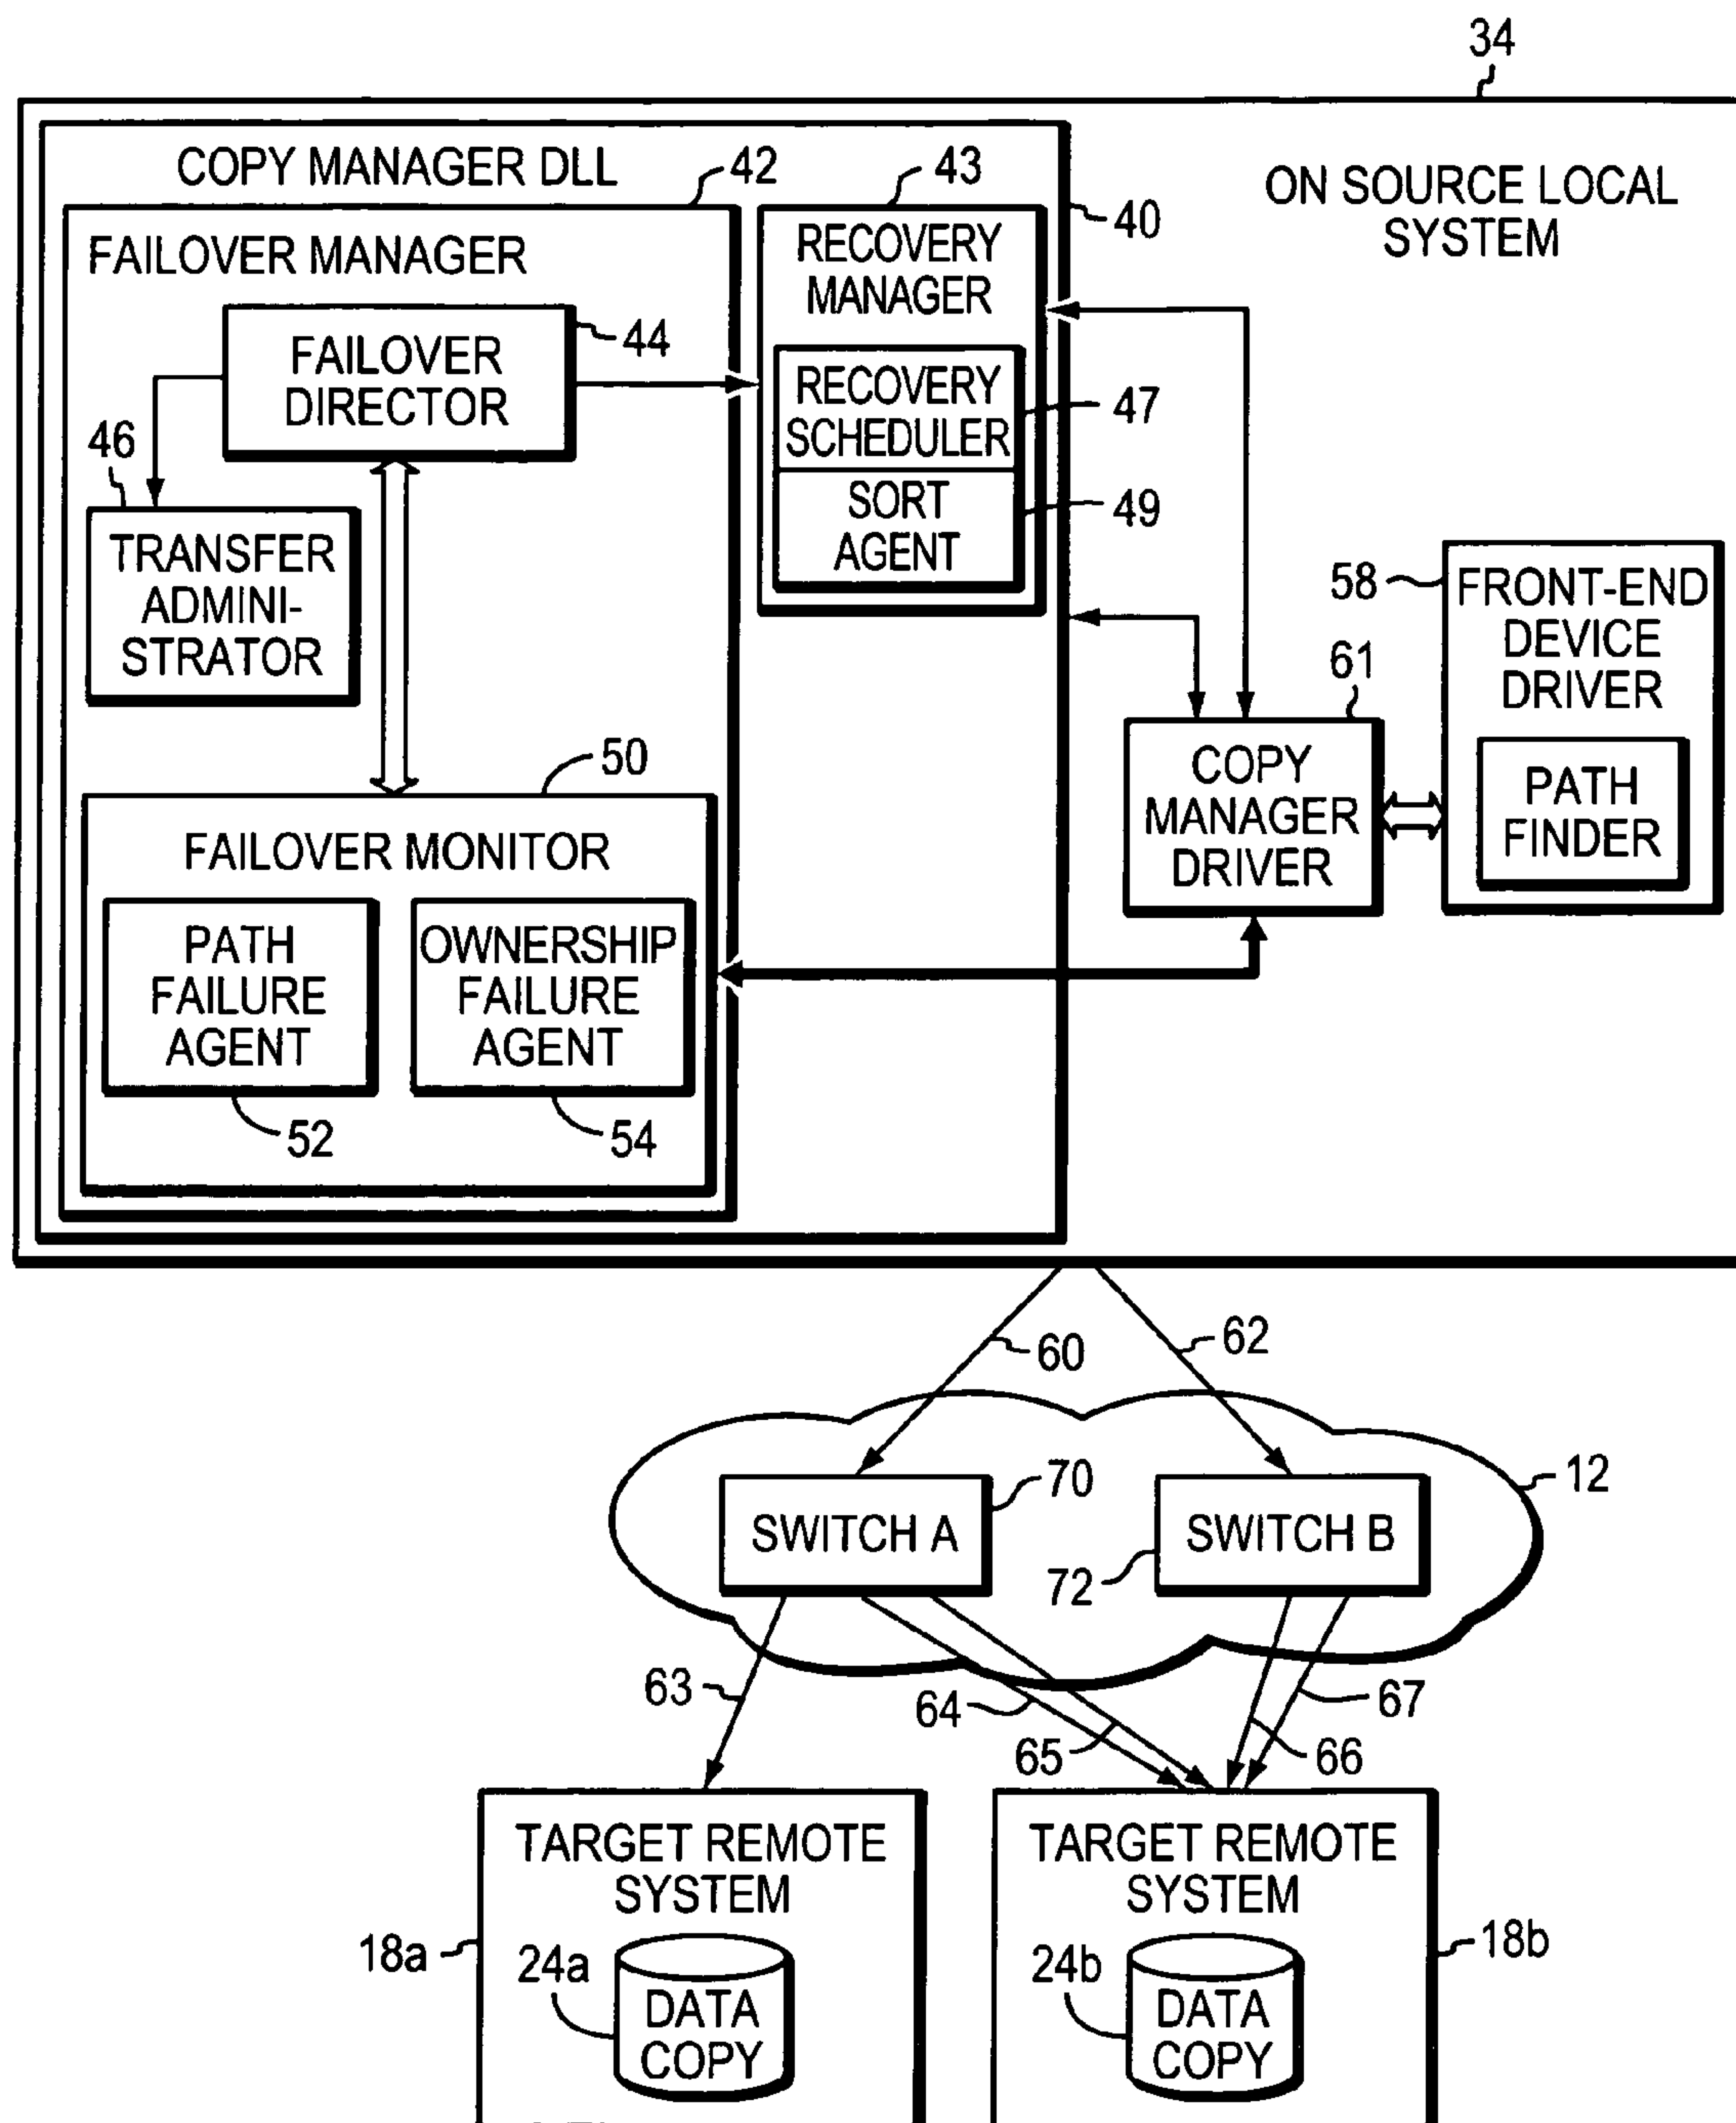 34
COPY MANAGER DLL
42
43
40
ON SOURCE LOCAL
SYSTEM
FAILOVER MANAGER
RECOVERY
MANAGER
FAILOVER
DIRECTOR
44
RECOVERY
SCHEDULER
47
46
SORT
AGENT
49
TRANSFER
ADMINI-
STRATOR
58
FRONT-END
DEVICE
DRIVER
61
50
COPY
MANAGER
DRIVER
PATH
FINDER
FAILOVER MONITOR
PATH
FAILURE
AGENT
OWNERSHIP
FAILURE
AGENT
52
54
60
62
70
12
SWITCH A
SWITCH B
72
63
64
65
66
67
TARGET REMOTE
SYSTEM
TARGET REMOTE
SYSTEM
18a
24a
24b
18b
DATA
COPY
DATA
COPY